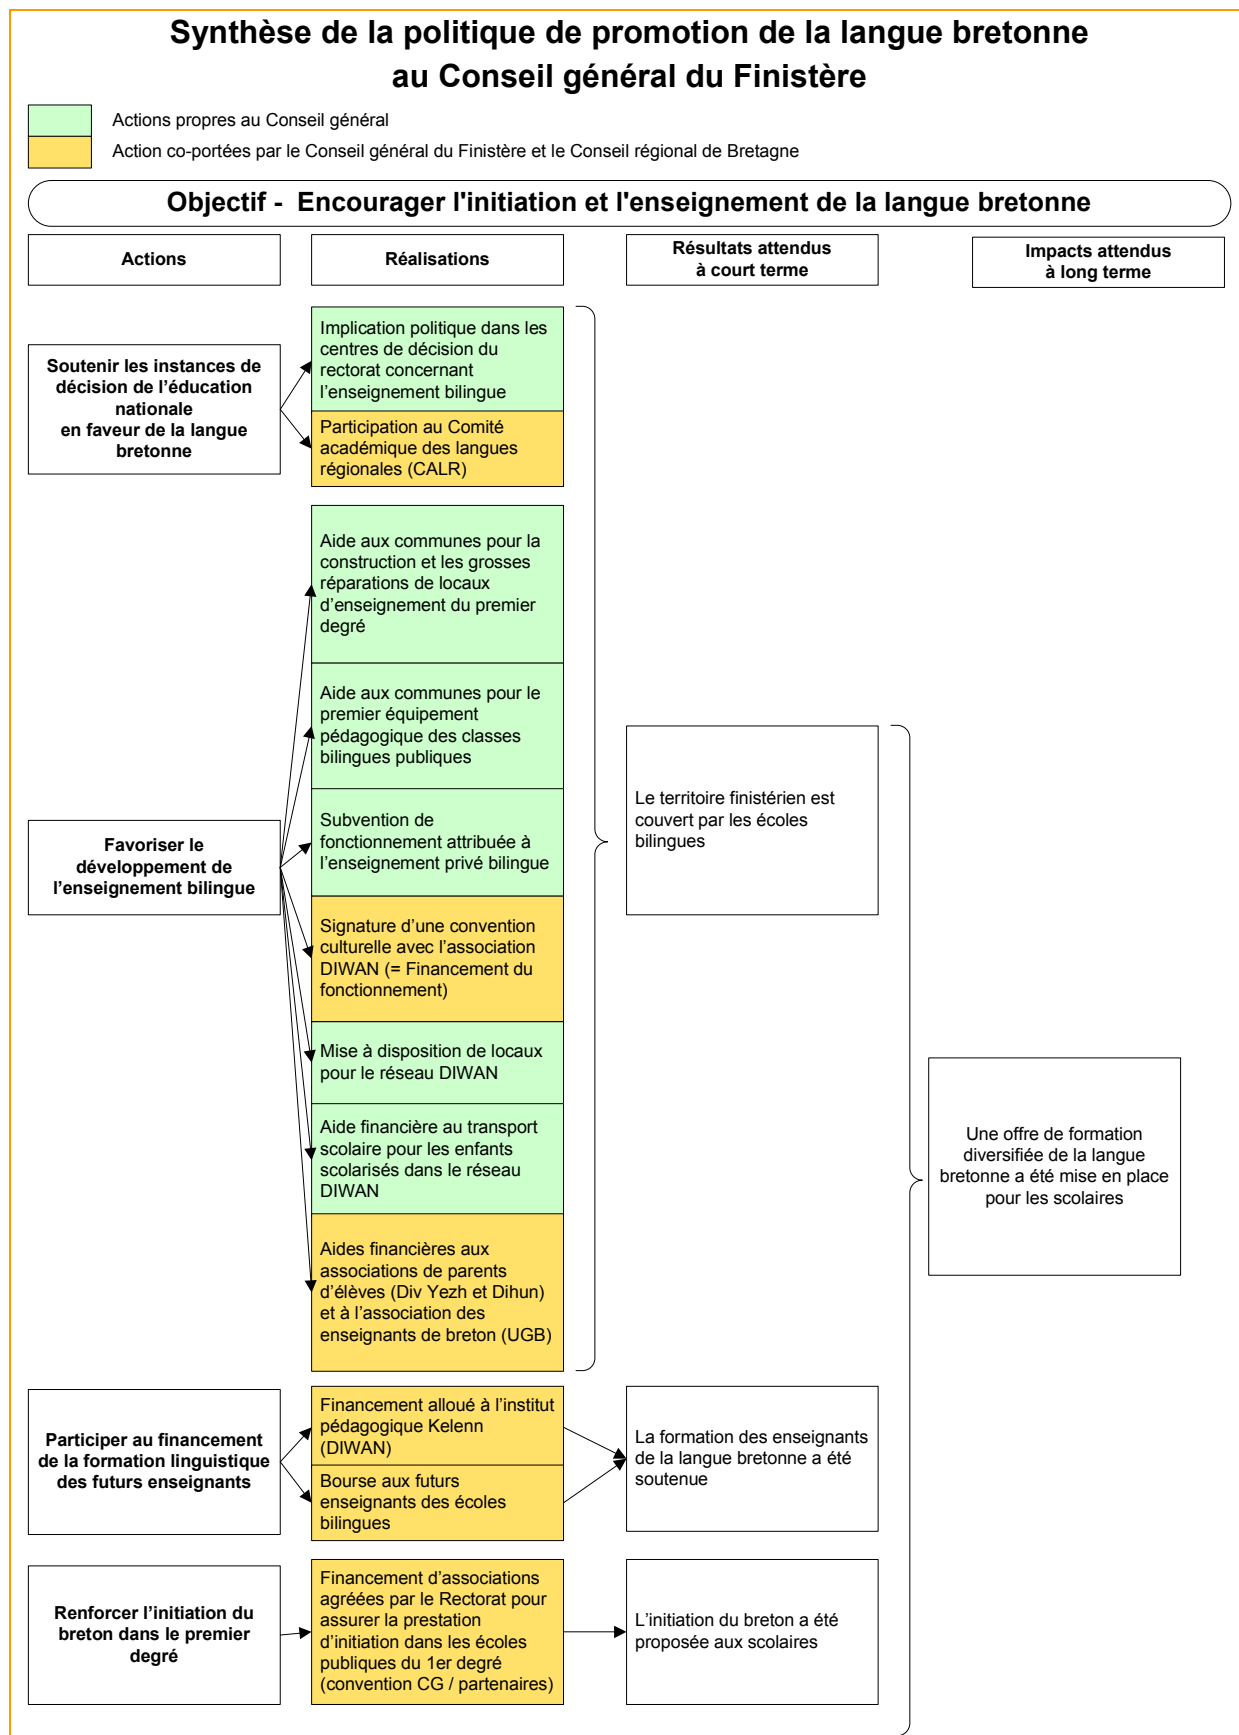 Synthèse de la politique de promotion de la langue bretonne
au Conseil général du Finistère
Actions propres au Conseil général
Action co-portées par le Conseil général du Finistère et le Conseil régional de Bretagne
Objectif - Encourager l'initiation et l'enseignement de la langue bretonne
Actions
Réalisations
Résultats attendus
à court terme
Impacts attendus
à long terme
Soutenir les instances de
décision de l'éducation
nationale
en faveur de la langue
bretonne
Implication politique dans les
centres de décision du
rectorat concernant
l'enseignement bilingue
Participation au Comité
académique des langues
régionales (CALR)
Favoriser le
développement de
l'enseignement bilingue
Aide aux communes pour la
construction et les grosses
réparations de locaux
d'enseignement du premier
degré
Aide aux communes pour le
premier équipement
pédagogique des classes
bilingues publiques
Subvention de
fonctionnement attribuée à
l'enseignement privé bilingue
Signature d'une convention
culturelle avec l'association
DIWAN (= Financement du
fonctionnement)
Mise à disposition de locaux
pour le réseau DIWAN
Aide financière au transport
scolaire pour les enfants
scolarisés dans le réseau
DIWAN
Aides financières aux
associations de parents
d'élèves (Div Yezh et Dihun)
et à l'association des
enseignants de breton (UGB)
Le territoire finistérien est
couvert par les écoles
bilingues
Une offre de formation
diversifiée de la langue
bretonne a été mise en place
pour les scolaires
Participer au financement
de la formation linguistique
des futurs enseignants
Financement alloué à l'institut
pédagogique Kelenn
(DIWAN)
Bourse aux futurs
enseignants des écoles
bilingues
La formation des enseignants
de la langue bretonne a été
soutenue
Renforcer l'initiation du
breton dans le premier
degré
Financement d'associations
agréées par le Rectorat pour
assurer la prestation
d'initiation dans les écoles
publiques du 1er degré
(convention CG / partenaires)
L'initiation du breton a été
proposée aux scolaires